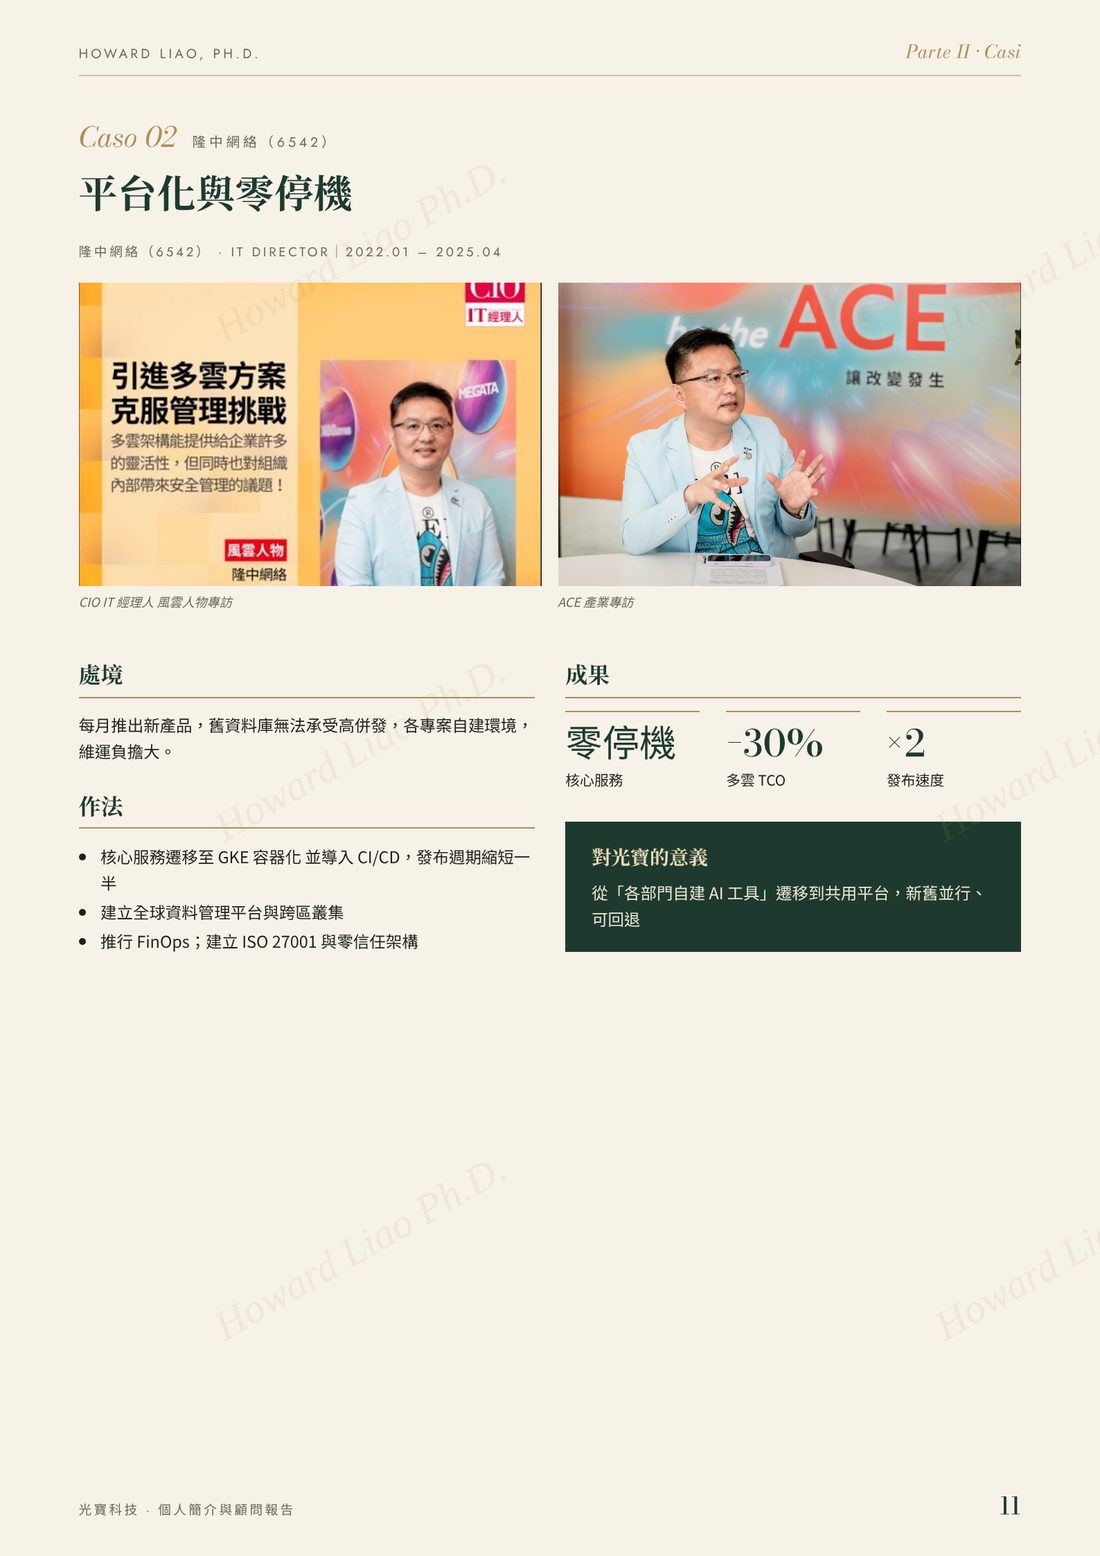 HOWARD LIAO, PH.D.
Parte II · Casi
Caso 02 隆中網絡（6542）
平台化與零停機
隆中網絡（6542） · IT DIRECTOR｜2022.01 – 2025.04
CIO
IT經理人
引進多雲方案
克服管理挑戰
多雲架構能提供給企業許多
的靈活性，但同時也對組織
內部帶來安全管理的議題！
風雲人物
隆中網絡
MEGATA
be the ACE
讓改變發生
CIO IT 經理人 風雲人物專訪
ACE 產業專訪
處境
每月推出新產品，舊資料庫無法承受高併發，各專案自建環境，
維運負擔大。
作法
• 核心服務遷移至 GKE 容器化 並導入 CI/CD，發布週期縮短一
半
• 建立全球資料管理平台與跨區叢集
• 推行 FinOps；建立 ISO 27001 與零信任架構
成果
零停機
核心服務
−30%
多雲 TCO
×2
發布速度
對光寶的意義
從「各部門自建 AI 工具」遷移到共用平台，新舊並行、
可回退
Howard Liao Ph.D.
Howard Liao Ph.D.
Howard Liao Ph.D.
光寶科技 · 個人簡介與顧問報告
11